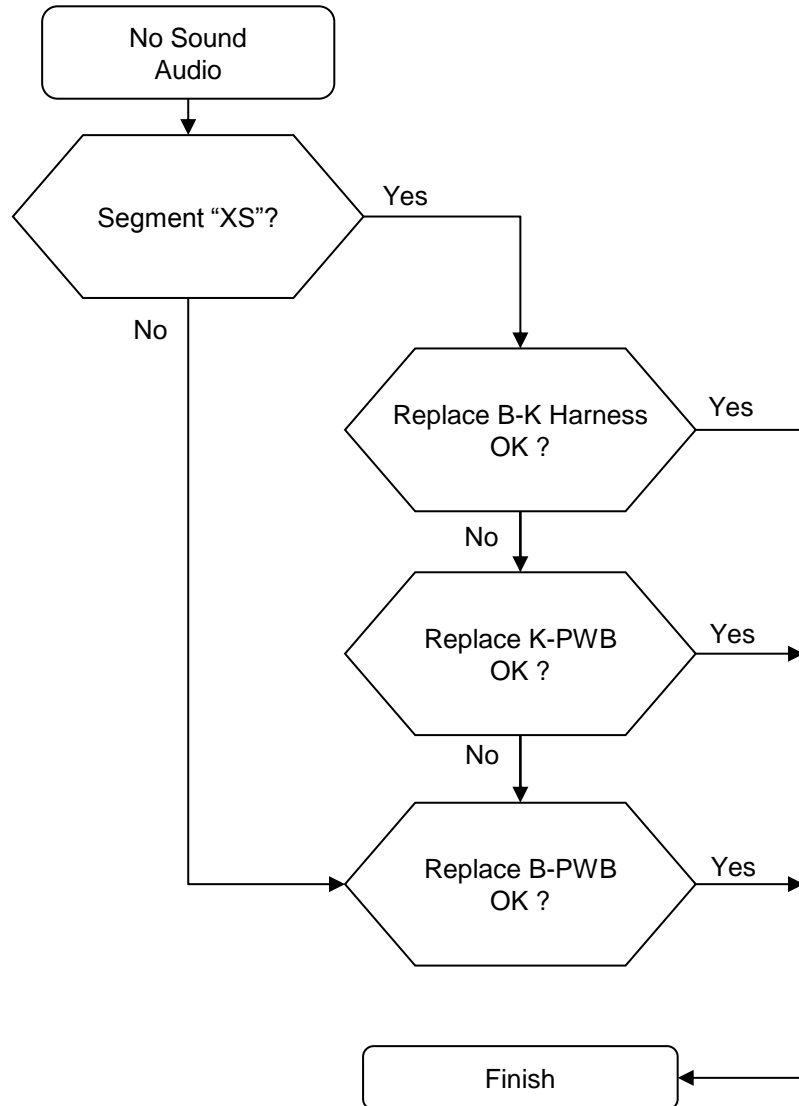 No Sound
Audio
Segment “XS”?
Yes
No
Replace B-K Harness
OK ?
Yes
No
Replace K-PWB
OK ?
Yes
No
Replace B-PWB
OK ?
Yes
Finish